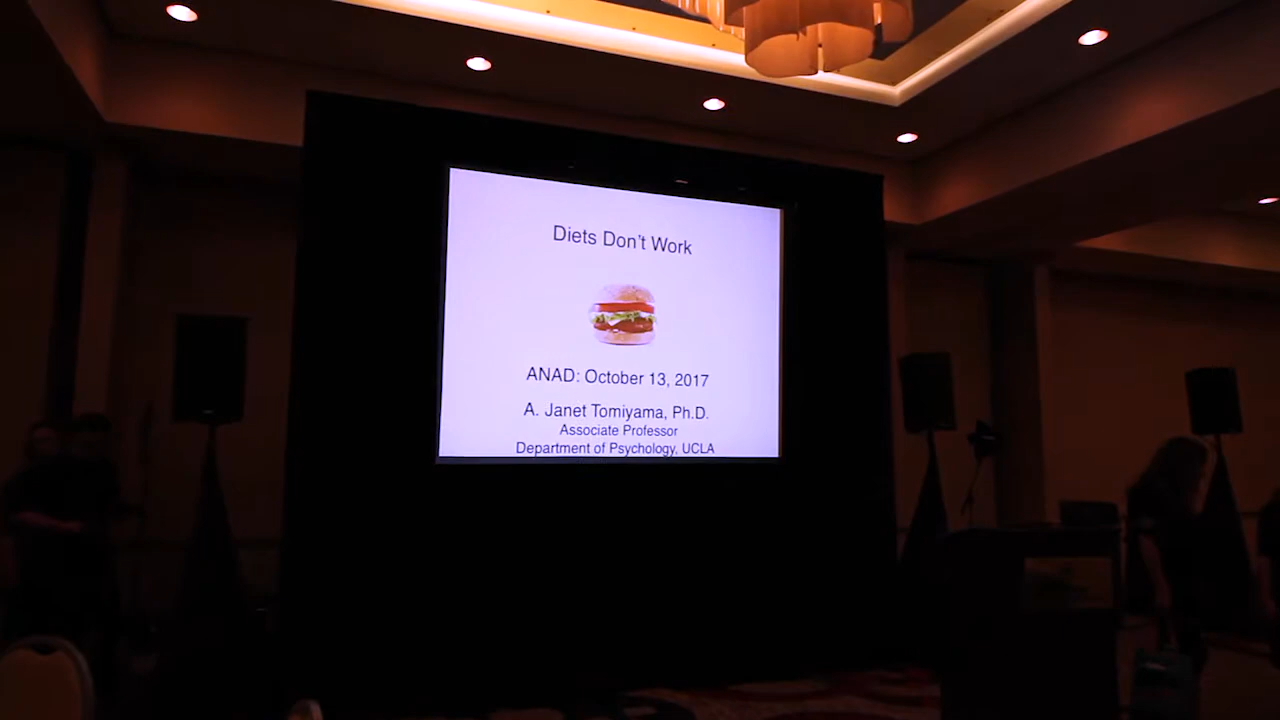 Diets Don't Work
ANAD: October 13, 2017
A. Janet Tomiyama, Ph.D.
Associate Professor
Department of Psychology, UCLA